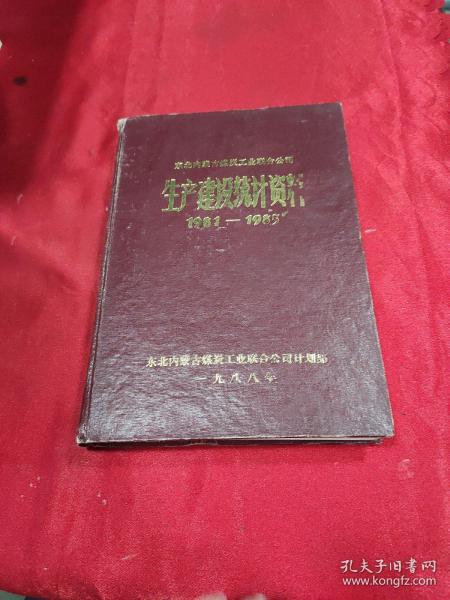 东北内蒙古煤炭工业联合公司
生产建设统计资料
1981—1985
东北内蒙古煤炭工业联合公司计划部
一九八八年
孔夫子旧书网
www.kongfz.com